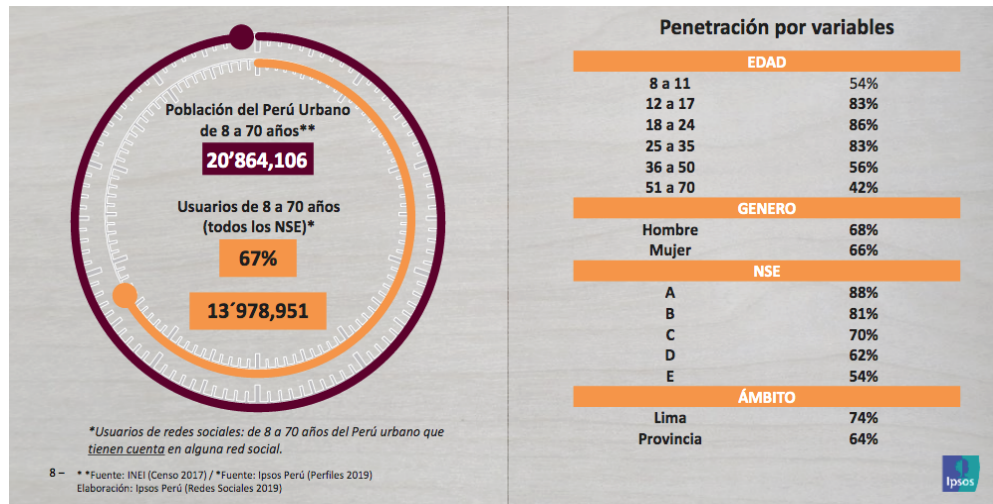 Población del Perú Urbano
de 8 a 70 años**
20’864,106
Usuarios de 8 a 70 años
(todos los NSE)*
67%
13´978,951
*Usuarios de redes sociales: de 8 a 70 años del Perú urbano que
tienen cuenta en alguna red social.
8 – * *Fuente: INEI (Censo 2017) / *Fuente: Ipsos Perú (Perfiles 2019)
Elaboración: Ipsos Perú (Redes Sociales 2019)
Penetración por variables
EDAD
8 a 11 54%
12 a 17 83%
18 a 24 86%
25 a 35 83%
36 a 50 56%
51 a 70 42%
GENERO
Hombre 68%
Mujer 66%
NSE
A 88%
B 81%
C 70%
D 62%
E 54%
ÁMBITO
Lima 74%
Provincia 64%
Ipsos